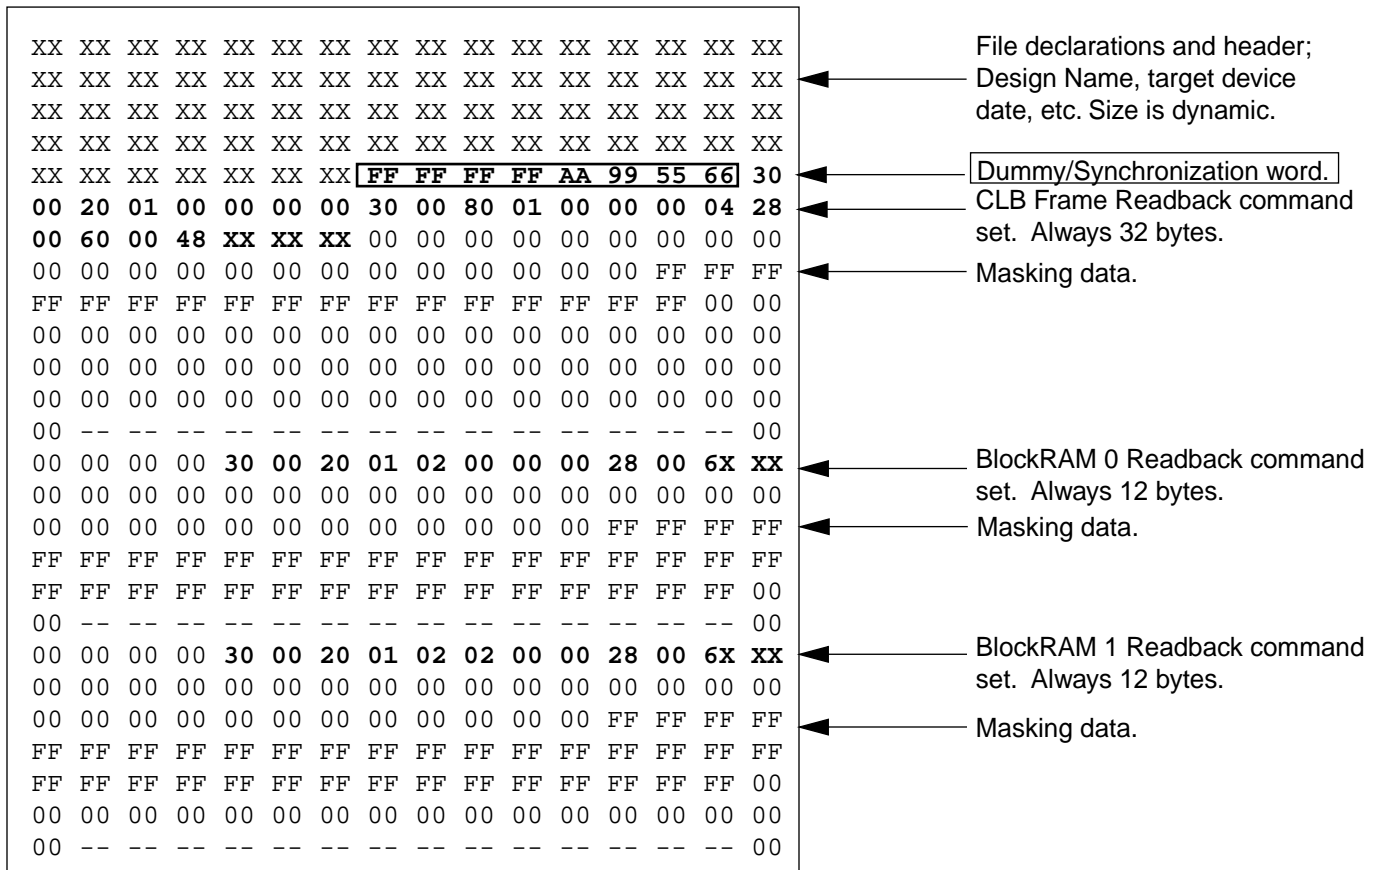 XX XX XX XX XX XX XX XX XX XX XX XX XX XX XX XX
XX XX XX XX XX XX XX XX XX XX XX XX XX XX XX XX
XX XX XX XX XX XX XX XX XX XX XX XX XX XX XX XX
XX XX XX XX XX XX XX XX XX XX XX XX XX XX XX XX
XX XX XX XX XX XX XX FF FF FF FF AA 99 55 66 30
00 20 01 00 00 00 00 30 00 80 01 00 00 00 04 28
00 60 00 48 XX XX XX 00 00 00 00 00 00 00 00 00
00 00 00 00 00 00 00 00 00 00 00 00 00 FF FF FF
FF FF FF FF FF FF FF FF FF FF FF FF FF FF 00 00
00 00 00 00 00 00 00 00 00 00 00 00 00 00 00 00
00 00 00 00 00 00 00 00 00 00 00 00 00 00 00 00
00 00 00 00 00 00 00 00 00 00 00 00 00 00 00 00
00 -- -- -- -- -- -- -- -- -- -- -- -- -- -- 00
00 00 00 00 30 00 20 01 02 00 00 00 28 00 6X XX
00 00 00 00 00 00 00 00 00 00 00 00 00 00 00 00
00 00 00 00 00 00 00 00 00 00 00 00 FF FF FF FF
FF FF FF FF FF FF FF FF FF FF FF FF FF FF FF FF
FF FF FF FF FF FF FF FF FF FF FF FF FF FF FF 00
00 -- -- -- -- -- -- -- -- -- -- -- -- -- -- 00
00 00 00 00 30 00 20 01 02 02 00 00 28 00 6X XX
00 00 00 00 00 00 00 00 00 00 00 00 00 00 00 00
00 00 00 00 00 00 00 00 00 00 00 00 FF FF FF FF
FF FF FF FF FF FF FF FF FF FF FF FF FF FF FF FF
FF FF FF FF FF FF FF FF FF FF FF FF FF FF FF 00
00 00 00 00 00 00 00 00 00 00 00 00 00 00 00 00
00 -- -- -- -- -- -- -- -- -- -- -- -- -- -- 00
File declarations and header;
Design Name, target device
date, etc. Size is dynamic.
Dummy/Synchronization word.
CLB Frame Readback command
set. Always 32 bytes.
Masking data.
BlockRAM 0 Readback command
set. Always 12 bytes.
Masking data.
BlockRAM 1 Readback command
set. Always 12 bytes.
Masking data.